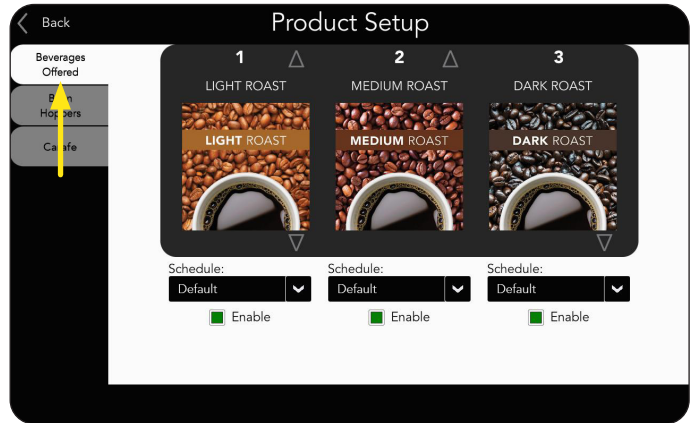 Back
Product Setup
Beverages
Offered
Hoppers
1
2
3
LIGHT ROAST
MEDIUM ROAST
DARK ROAST
LIGHT ROAST
MEDIUM ROAST
DARK ROAST
Schedule:
Schedule:
Schedule:
Default
Default
Default
Enable
Enable
Enable